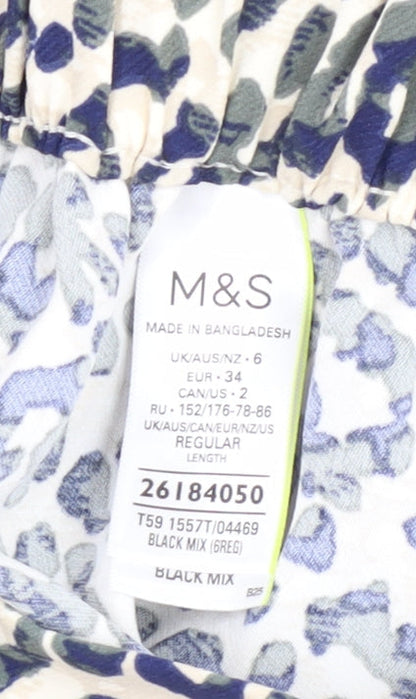 M&S
MADE IN BANGLADESH
UK/AUS/NZ • 6
EUR • 34
CAN/US • 2
RU • 152/176-78-86
UK/AUS/CAN/EUR/NZ/US
REGULAR
LENGTH
26184050
T59 1557T/04469
BLACK MIX (6REG)
BLACK MIX
B25